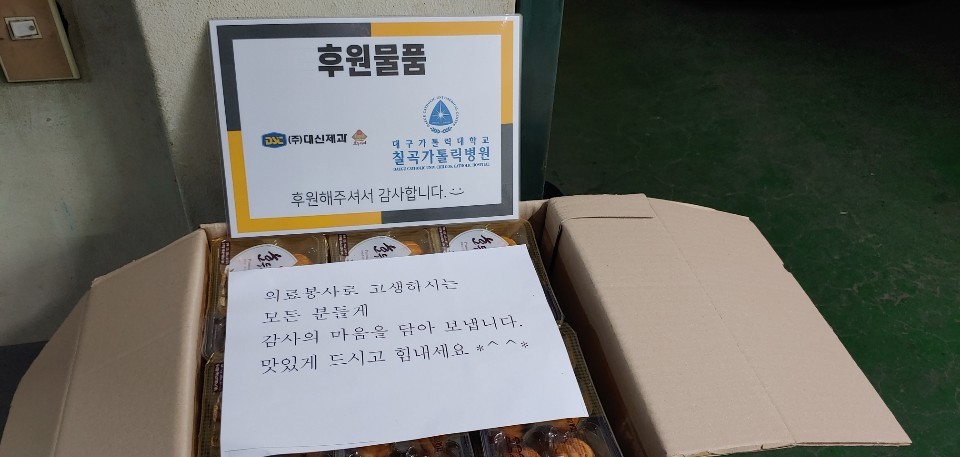 후원물품
DSC (주)대신제과
대구가톨릭대학교
칠곡가톨릭병원
후원해주셔서 감사합니다.
의료봉사로 고생하시는
모든 분들게
감사의 마음을 담아 보냅니다.
맛있게 드시고 힘내세요 *^ ^*